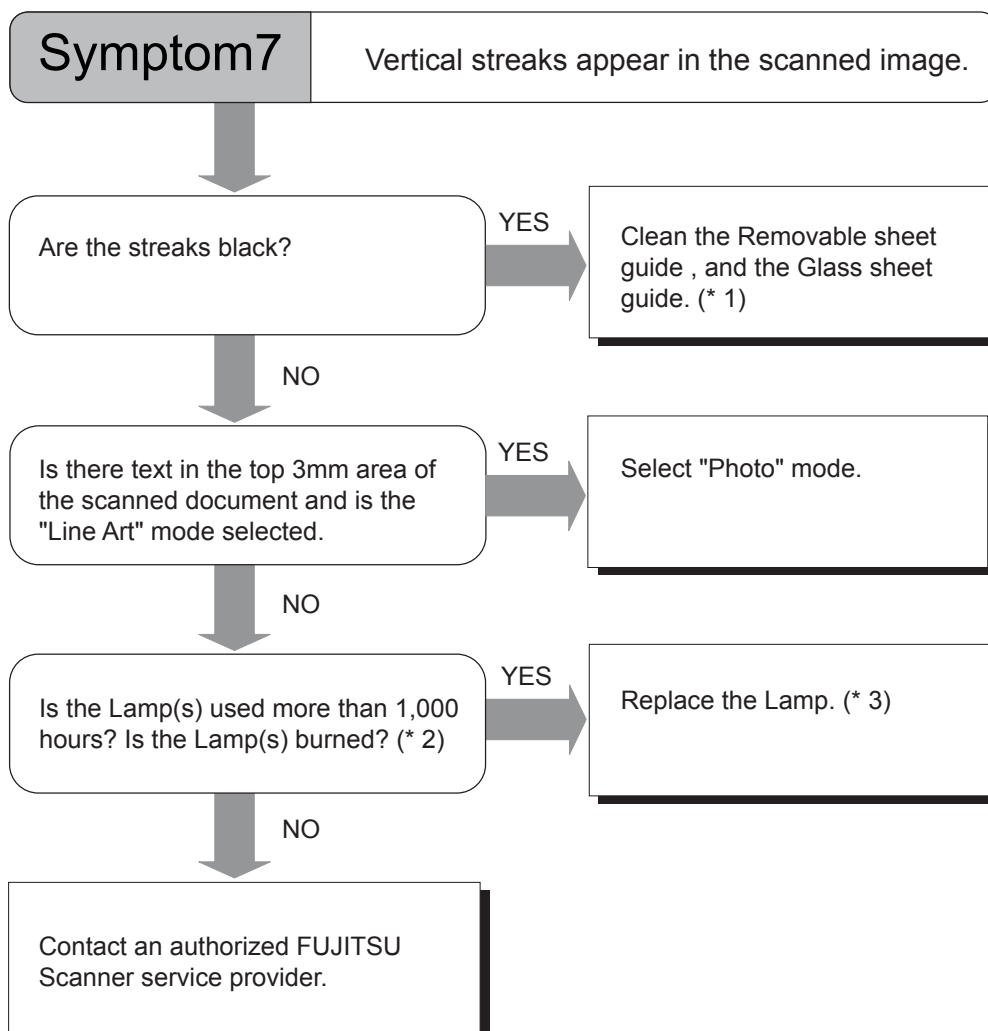 Symptom7
Vertical streaks appear in the scanned image.
Are the streaks black?
YES
Clean the Removable sheet
guide , and the Glass sheet
guide. (* 1)
NO
Is there text in the top 3mm area of
the scanned document and is the
"Line Art" mode selected.
YES
Select "Photo" mode.
NO
Is the Lamp(s) used more than 1,000
hours? Is the Lamp(s) burned? (* 2)
YES
Replace the Lamp. (* 3)
NO
Contact an authorized FUJITSU
Scanner service provider.